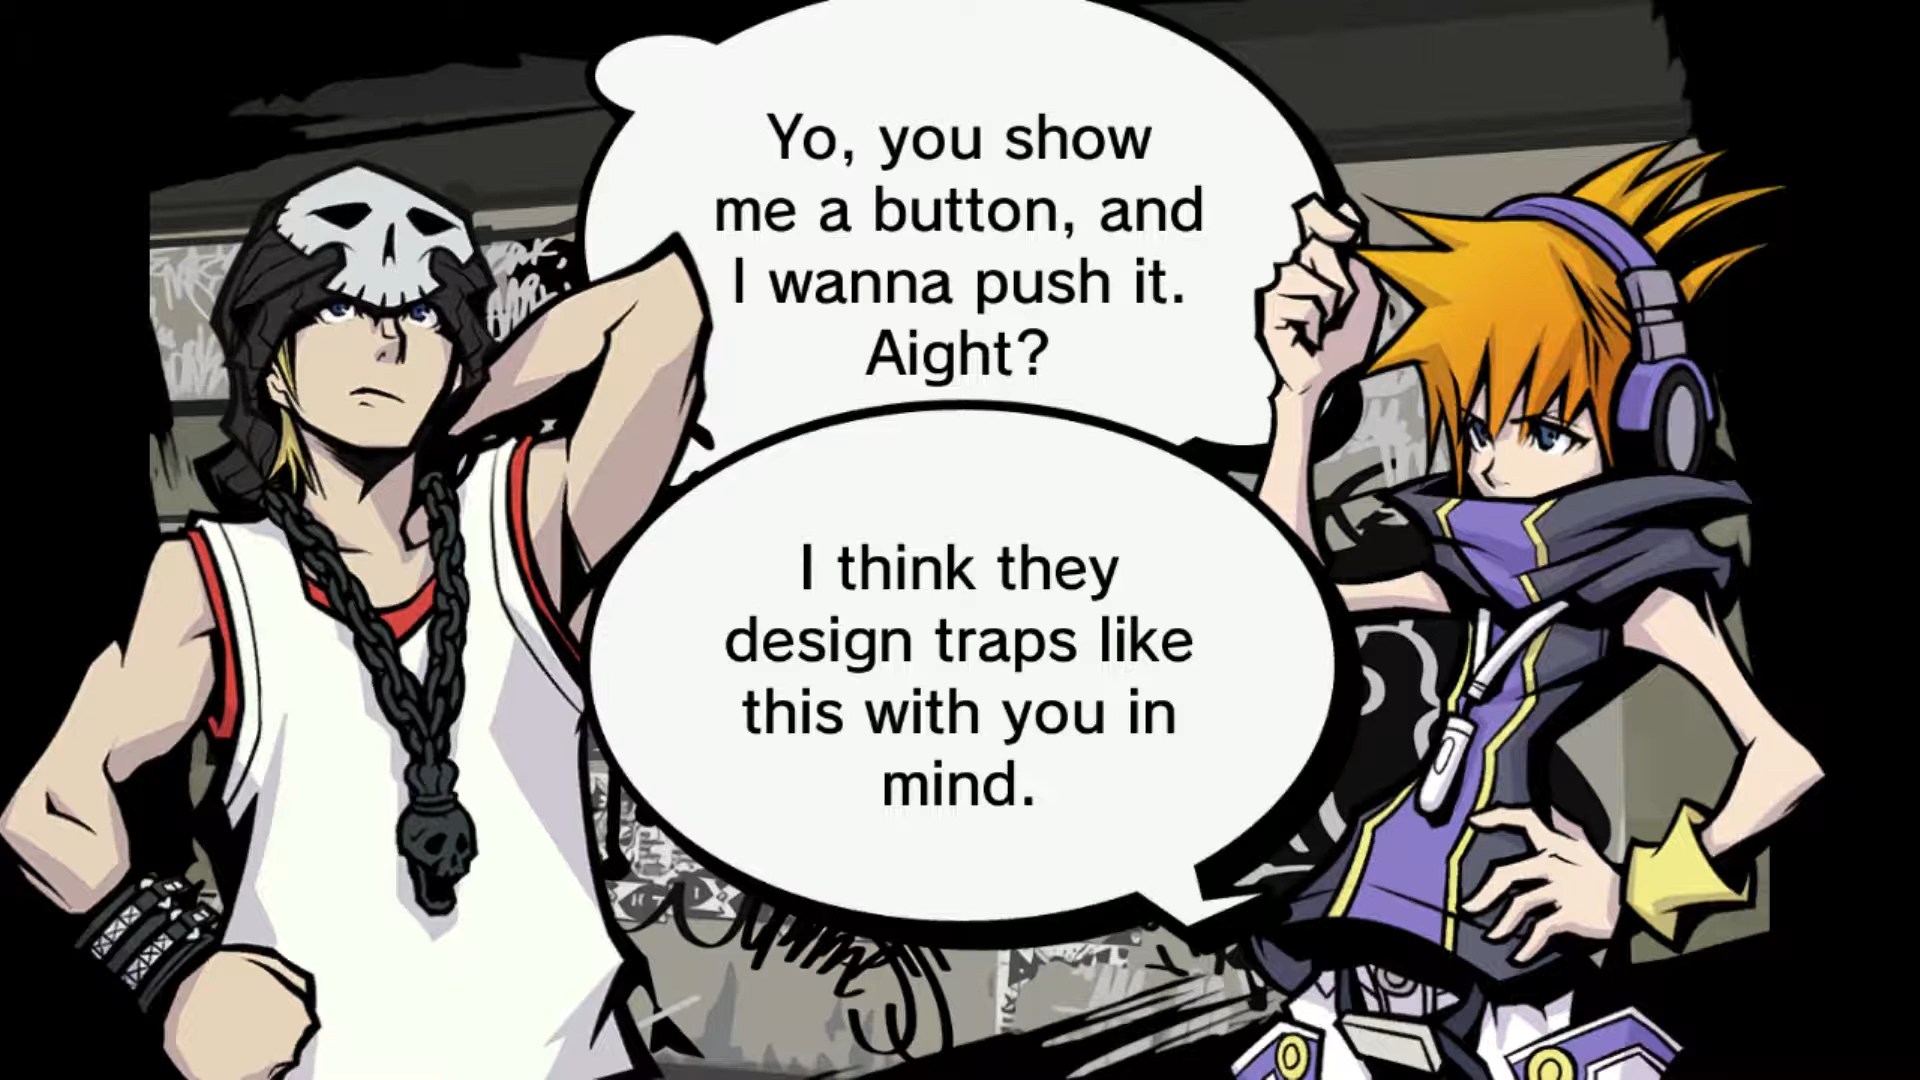 Yo, you show
me a button, and
I wanna push it.
Aight?
I think they
design traps like
this with you in
mind.